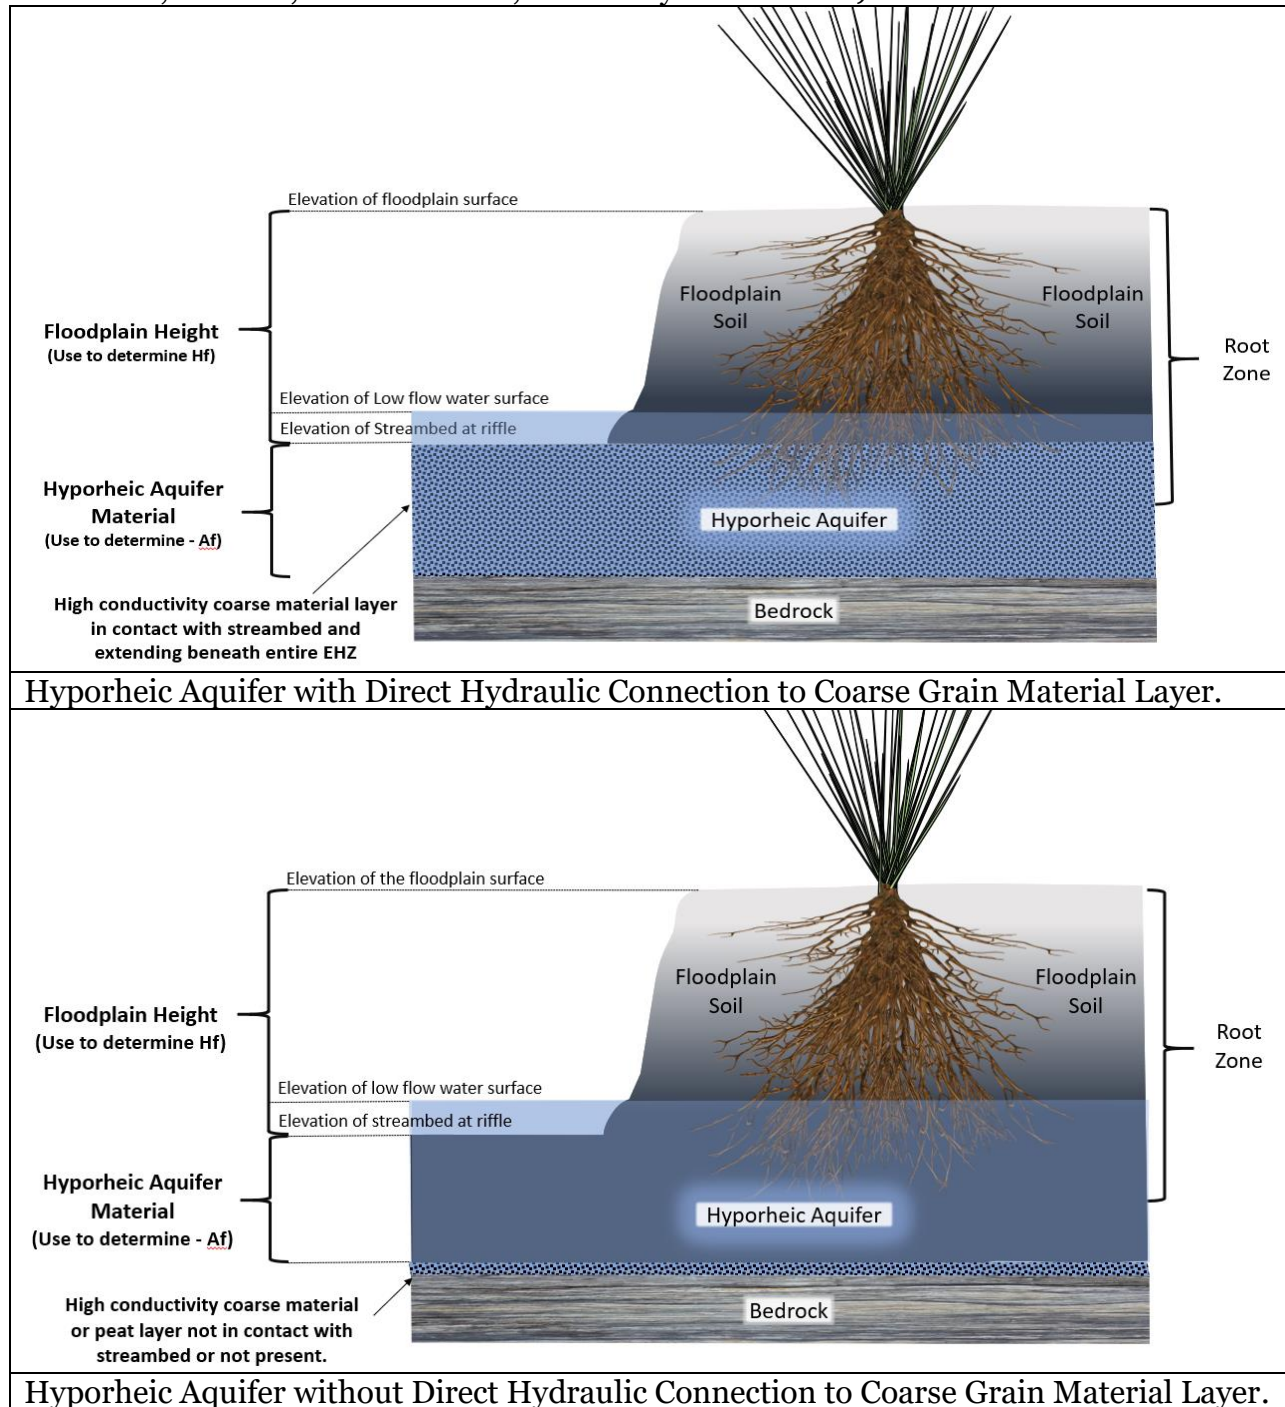 Elevation of floodplain surface
Floodplain Height
(Use to determine Hf)
Floodplain
Soil
Floodplain
Soil
Root
Zone
Elevation of Low flow water surface
Elevation of Streambed at riffle
Hyporheic Aquifer
Material
(Use to determine - Af)
Hyporheic Aquifer
High conductivity coarse material layer
in contact with streambed and
extending beneath entire EHZ
Bedrock
Hyporheic Aquifer with Direct Hydraulic Connection to Coarse Grain Material Layer.
Elevation of the floodplain surface
Floodplain Height
(Use to determine Hf)
Floodplain
Soil
Floodplain
Soil
Root
Zone
Elevation of low flow water surface
Elevation of streambed at riffle
Hyporheic Aquifer
Material
(Use to determine - Af)
Hyporheic Aquifer
High conductivity coarse material
or peat layer not in contact with
streambed or not present.
Bedrock
Hyporheic Aquifer without Direct Hydraulic Connection to Coarse Grain Material Layer.